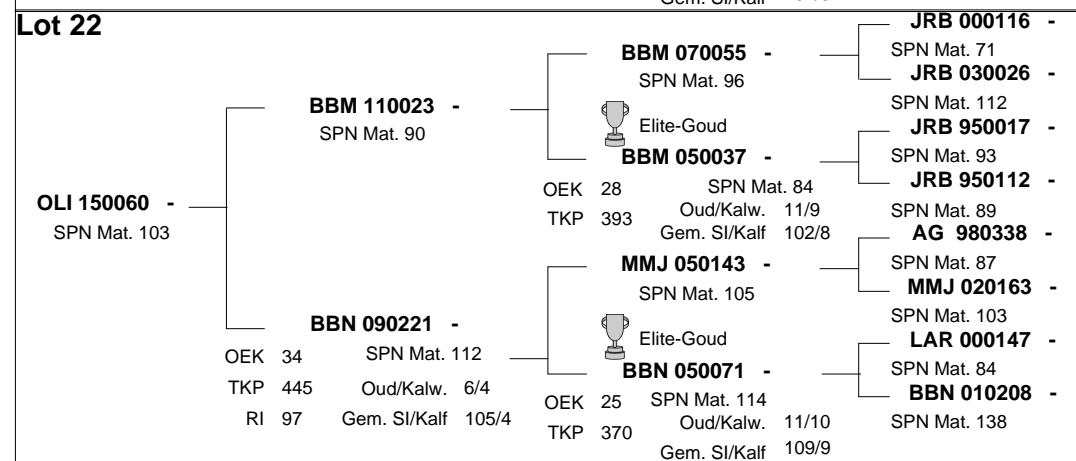 Gem. SI/Kalf
Lot 22
JRB 000116 -
BBM 070055 -
SPN Mat. 71
SPN Mat. 96
JRB 030026 -
BBM 110023 -
SPN Mat. 112
SPN Mat. 90
Elite-Goud
JRB 950017 -
BBM 050037 -
SPN Mat. 93
OEK 28 SPN Mat. 84
JRB 950112 -
OLI 150060 -
TKP 393 Oud/Kalw. 11/9
SPN Mat. 89
SPN Mat. 103
Gem. SI/Kalf 102/8
AG 980338 -
MMJ 050143 -
SPN Mat. 87
SPN Mat. 105
MMJ 020163 -
BBN 090221 -
SPN Mat. 103
OEK 34 SPN Mat. 112
Elite-Goud
LAR 000147 -
BBN 050071 -
SPN Mat. 84
TKP 445 Oud/Kalw. 6/4
OEK 25 SPN Mat. 114
BBN 010208 -
RI 97 Gem. SI/Kalf 105/4
TKP 370 Oud/Kalw. 11/10
SPN Mat. 138
Gem. SI/Kalf 109/9